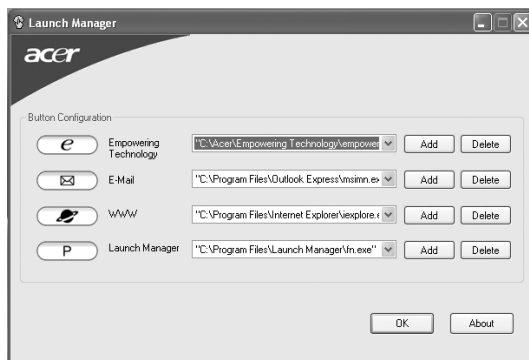 Launch Manager
acer
Button Configuration
e Empowering Technology "C:\Acer\Empowering Technology\empower Add Delete
E-Mail "C:\Program Files\Outlook Express\msimn.ex Add Delete
WWW "C:\Program Files\Internet Explorer\iexplore.e Add Delete
P Launch Manager "C:\Program Files\Launch Manager\fn.exe" Add Delete
OK About